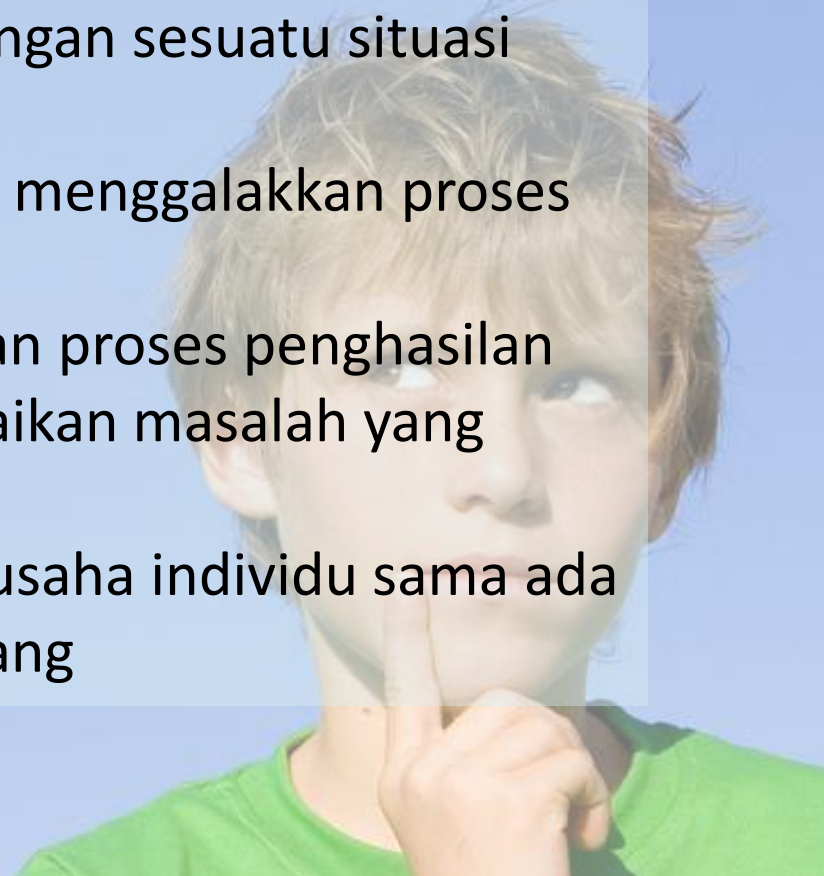 ngan sesuatu situasi
menggalakkan proses
an proses penghasilan
aikan masalah yang
usaha individu sama ada
ang